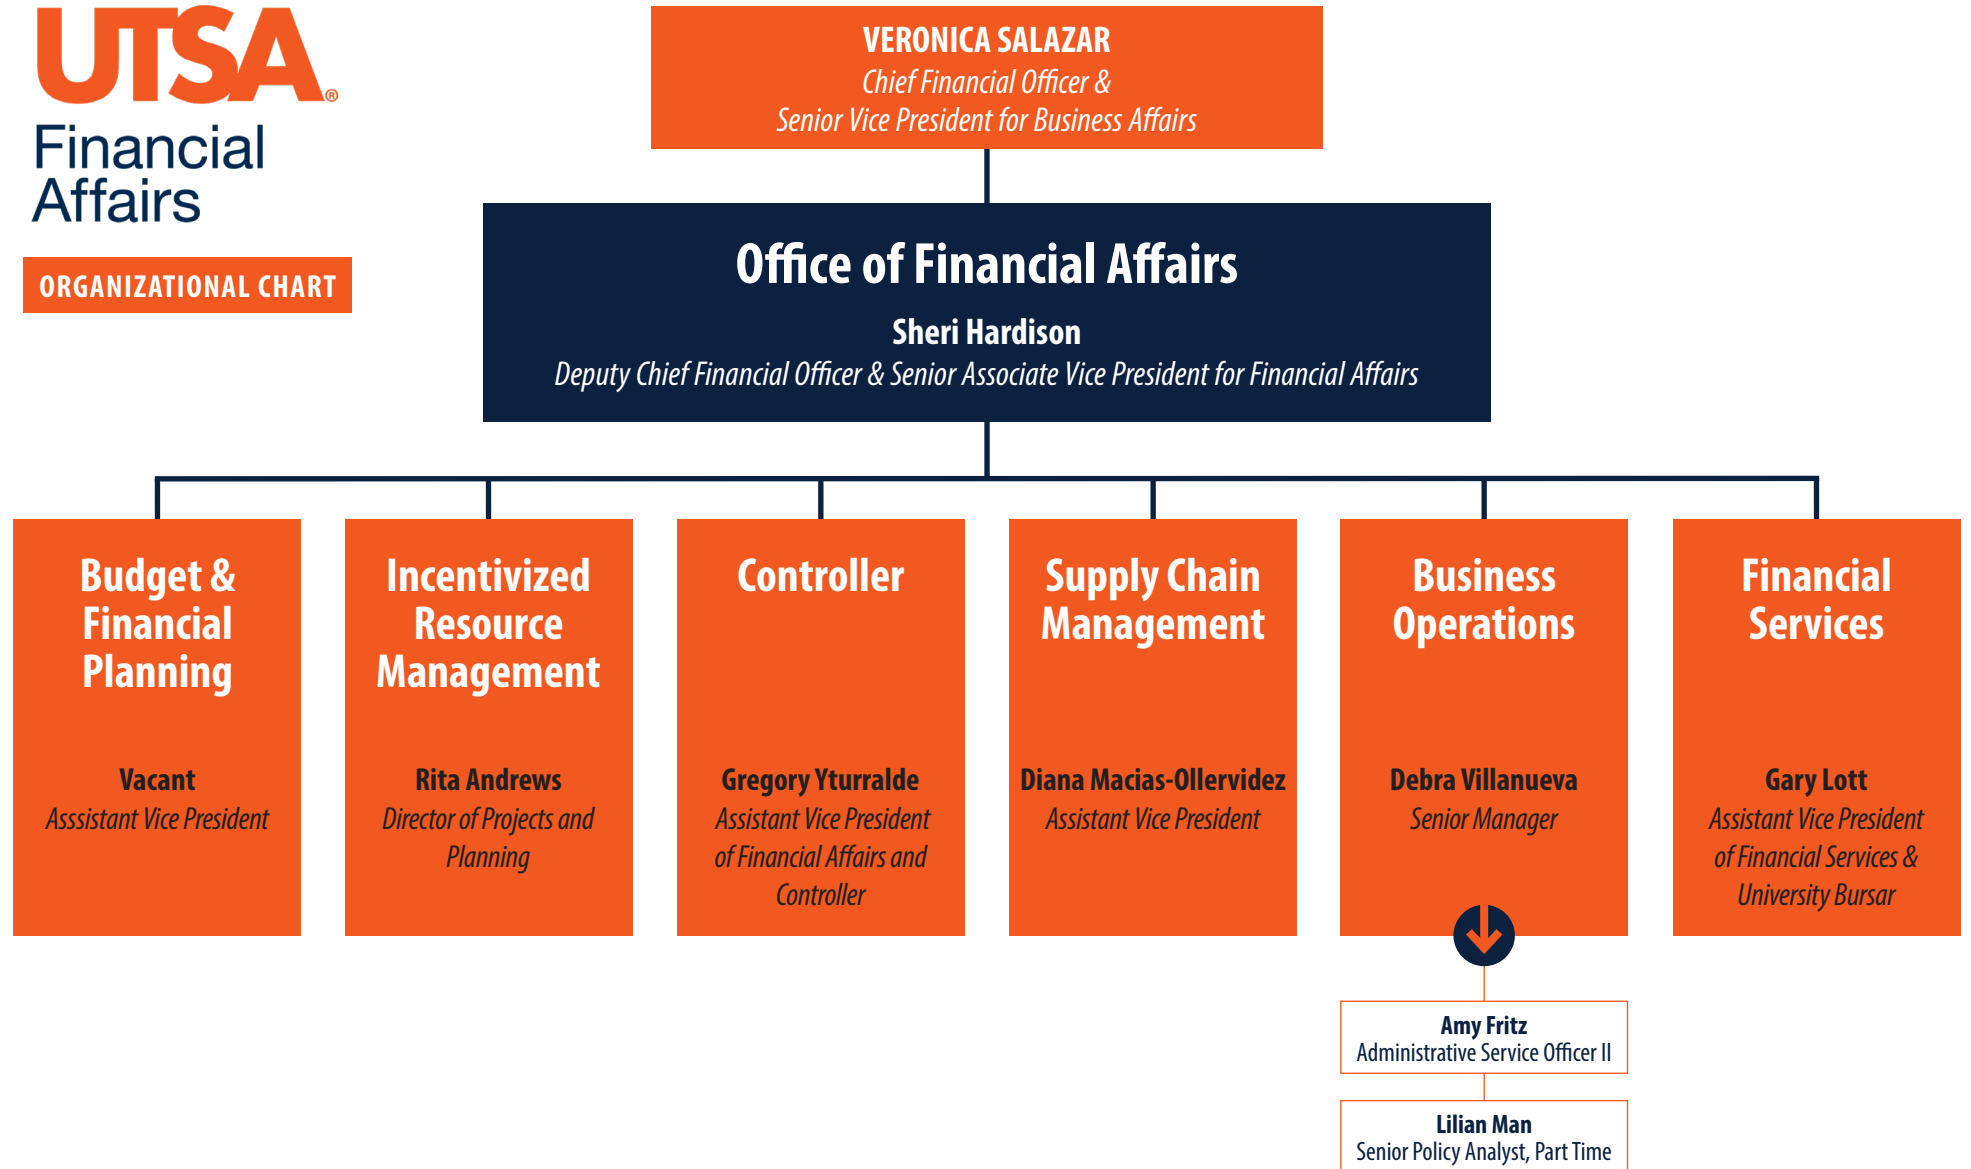 UTSA®
Financial
Affairs
ORGANIZATIONAL CHART
VERONICA SALAZAR
Chief Financial Officer &
Senior Vice President for Business Affairs
Office of Financial Affairs
Sheri Hardison
Deputy Chief Financial Officer & Senior Associate Vice President for Financial Affairs
Budget &
Financial
Planning
Vacant
Asssistant Vice President
Incentivized
Resource
Management
Rita Andrews
Director of Projects and
Planning
Controller
Gregory Yturralde
Assistant Vice President
of Financial Affairs and
Controller
Supply Chain
Management
Diana Macias-Ollervidez
Assistant Vice President
Business
Operations
Debra Villanueva
Senior Manager
Amy Fritz
Administrative Service Officer II
Lilian Man
Senior Policy Analyst, Part Time
Financial
Services
Gary Lott
Assistant Vice President
of Financial Services &
University Bursar